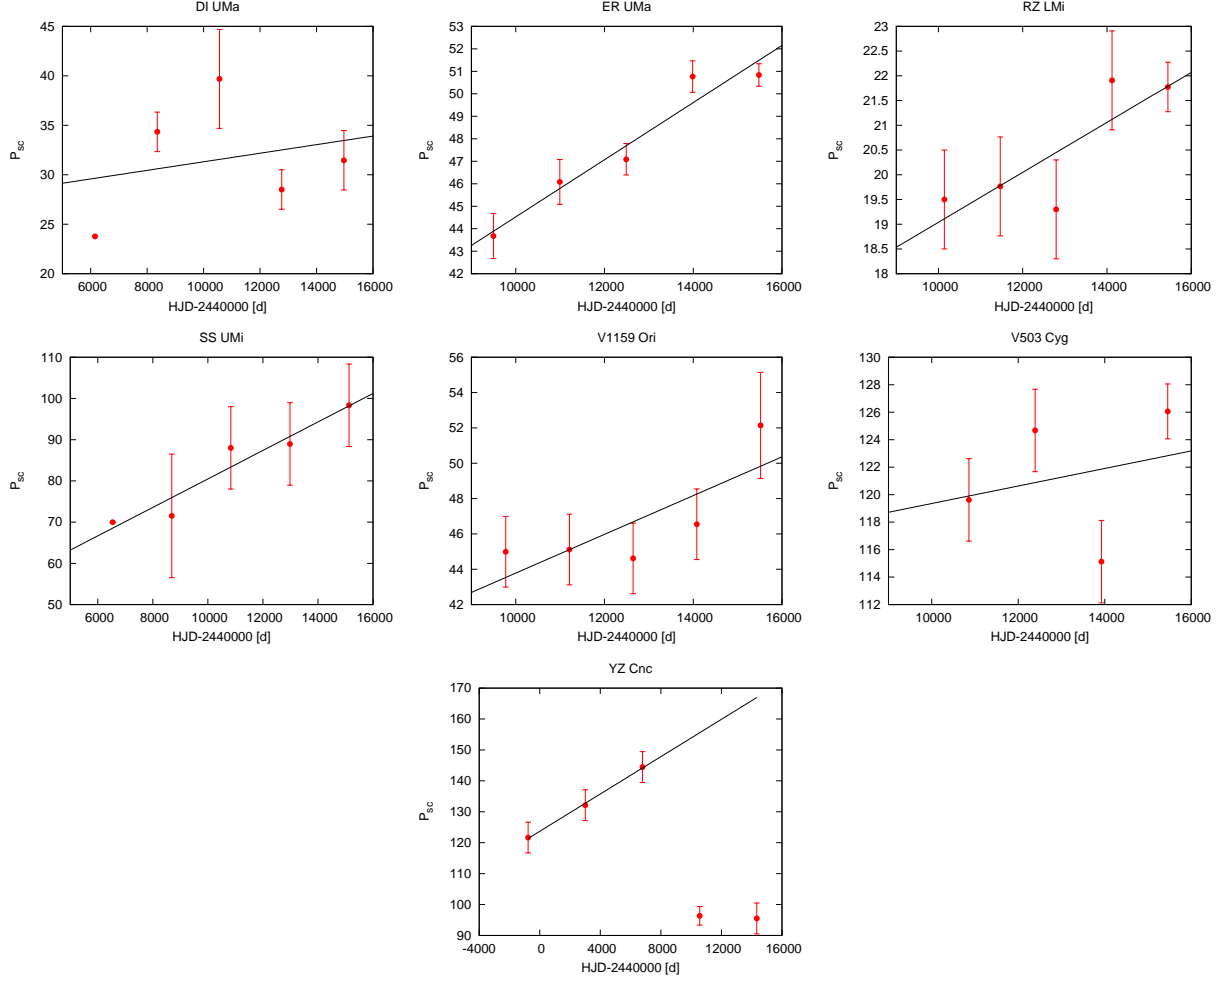 DI UMa
45
40
35
30
25
20
P_sc
6000 8000 10000 12000 14000 16000
HJD-2440000 [d]
ER UMa
53
52
51
50
49
48
47
46
45
44
43
42
P_sc
10000 12000 14000 16000
HJD-2440000 [d]
RZ LMi
23
22.5
22
21.5
21
20.5
20
19.5
19
18.5
18
P_sc
10000 12000 14000 16000
HJD-2440000 [d]
SS UMi
110
100
90
80
70
60
50
P_sc
6000 8000 10000 12000 14000 16000
HJD-2440000 [d]
V1159 Ori
56
54
52
50
48
46
44
42
P_sc
10000 12000 14000 16000
HJD-2440000 [d]
V503 Cyg
130
128
126
124
122
120
118
116
114
112
P_sc
10000 12000 14000 16000
HJD-2440000 [d]
YZ Cnc
170
160
150
140
130
120
110
100
90
P_sc
-4000 0 4000 8000 12000 16000
HJD-2440000 [d]